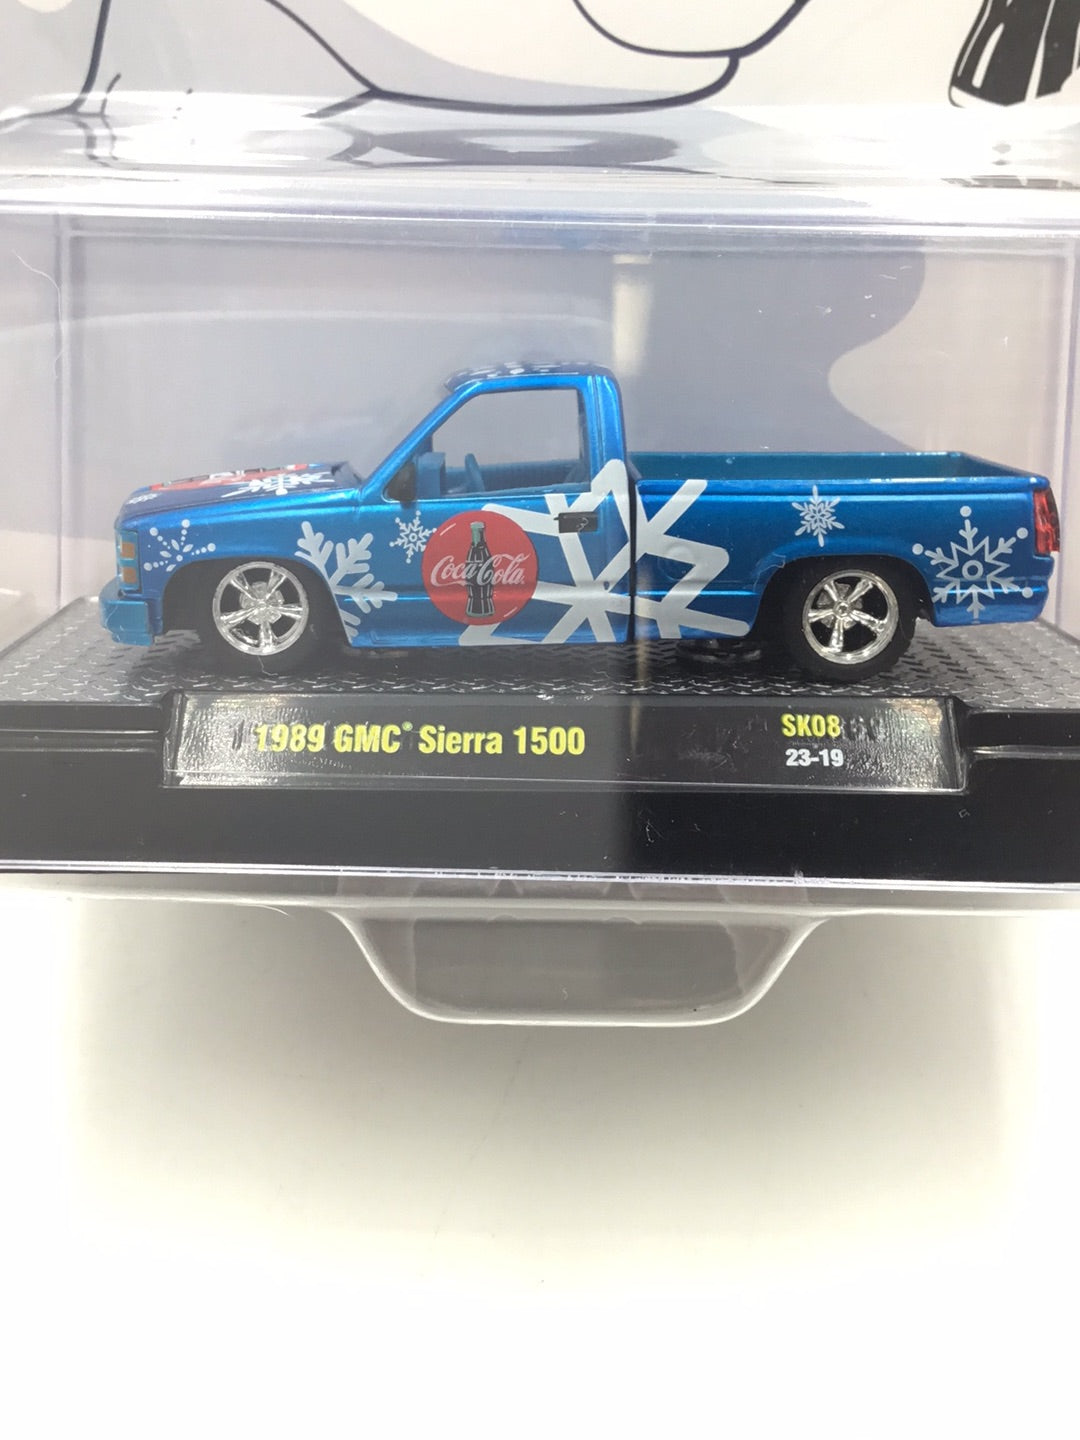 Coca-Cola
1989 GMC® Sierra 1500
SK08
23-19